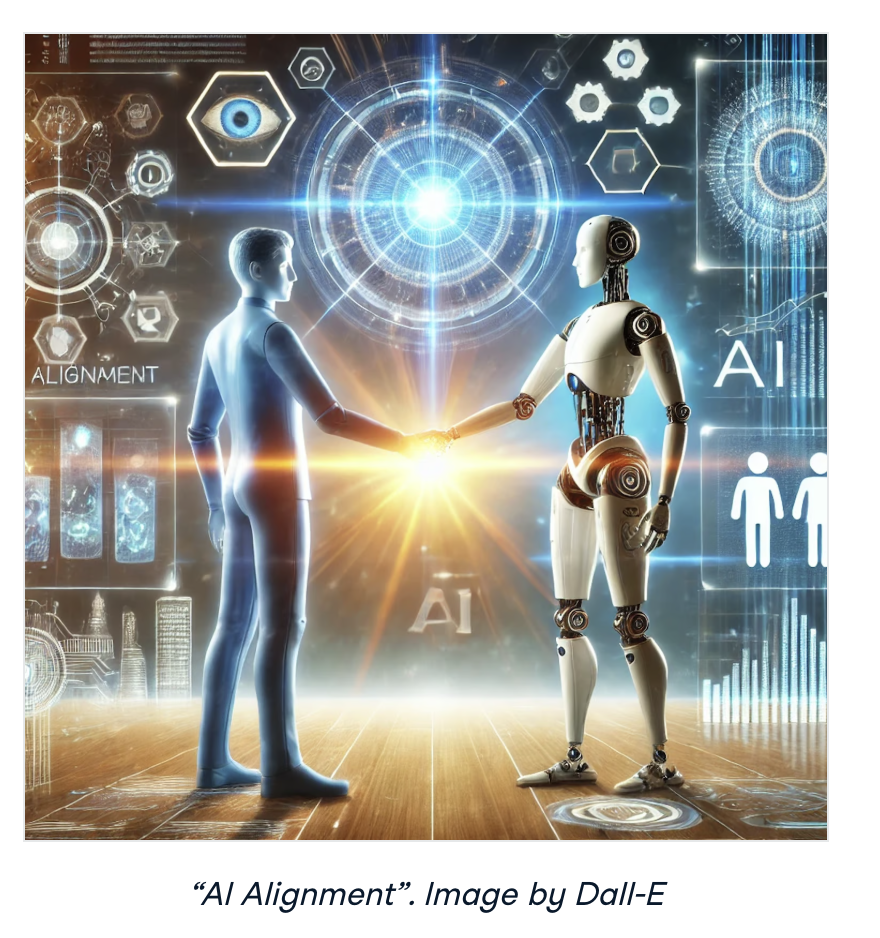 ALIGNMENT
AI
AI
“AI Alignment”. Image by Dall-E